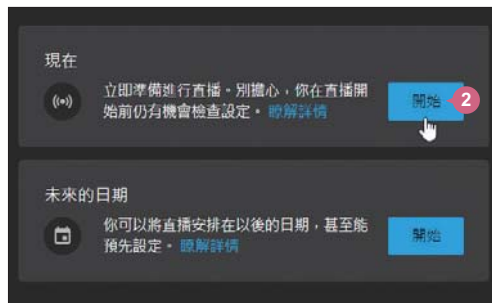 現在
立即準備進行直播。別擔心，你在直播開
始前仍有機會檢查設定。瞭解詳情
開始
2
未來的日期
你可以將直播安排在以後的日期，甚至能
預先設定。瞭解詳情
開始